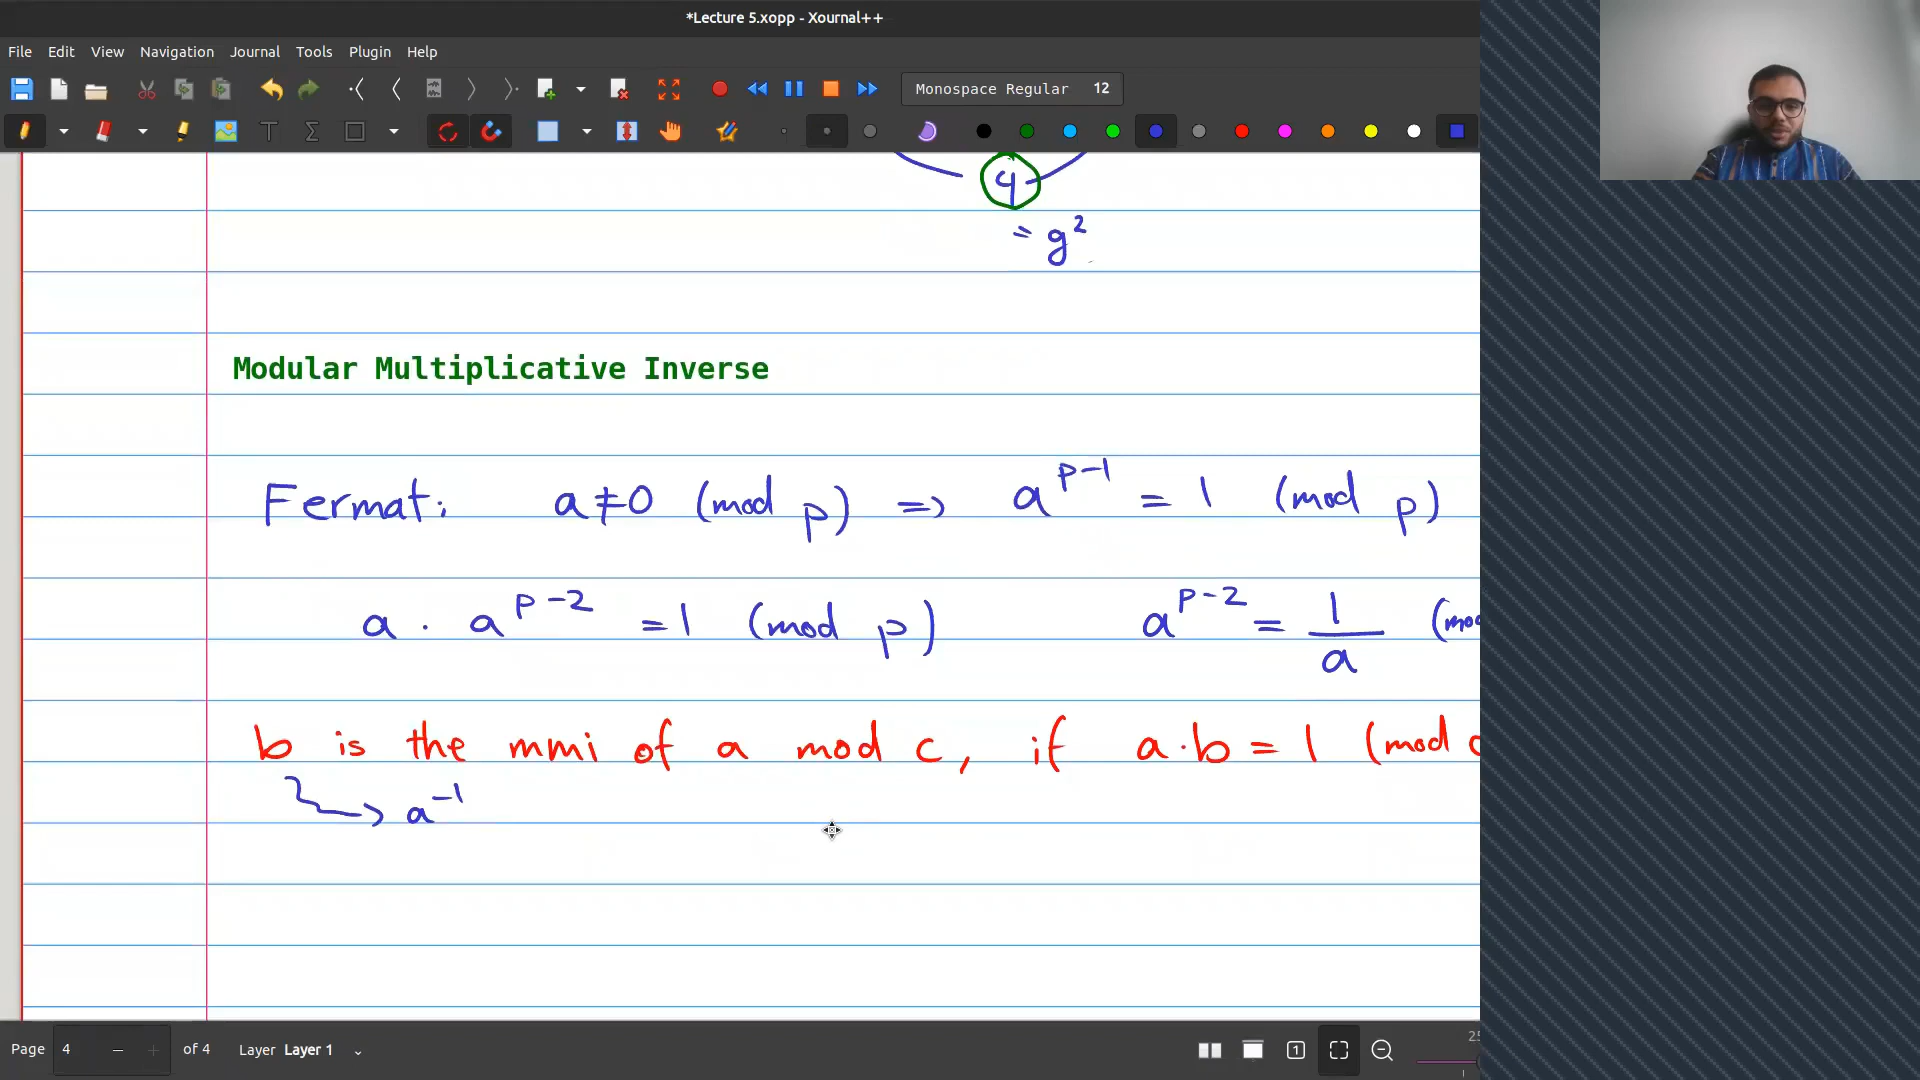 *Lecture 5.xopp - Xournal++
File Edit View Navigation Journal Tools Plugin Help
Monospace Regular 12
4
= g²
Modular Multiplicative Inverse
Fermat: a≠0 (mod p) => a^{p-1} = 1 (mod p)
a · a^{p-2} = 1 (mod p) a^{p-2} = 1/a (mod
b is the mmi of a mod c, if a·b = 1 (mod c
→ a^{-1}
Page 4 of 4 Layer Layer 1